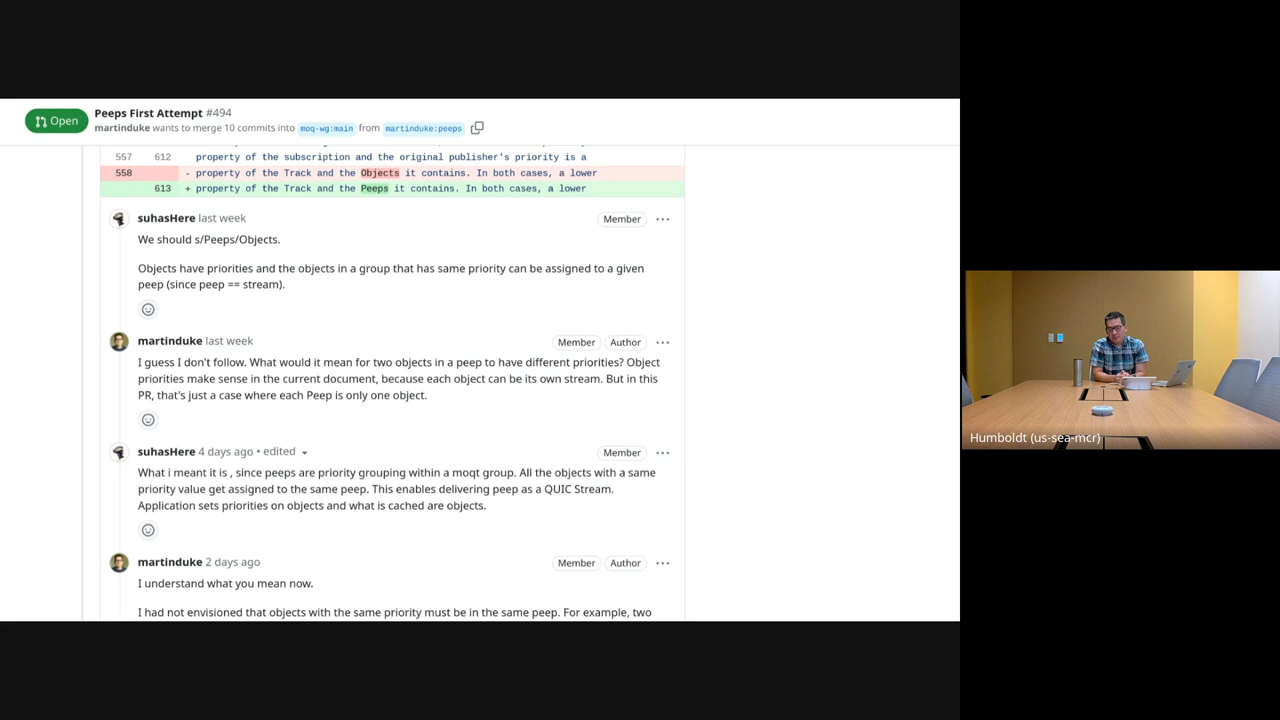 Open
Peeps First Attempt #494
martinduke wants to merge 10 commits into moq-wg:main from martinduke:peeps
557 612 property of the subscription and the original publisher's priority is a
558 - property of the Track and the Objects it contains. In both cases, a lower
613 + property of the Track and the Peeps it contains. In both cases, a lower
suhasHere last week Member ...
We should s/Peeps/Objects.
Objects have priorities and the objects in a group that has same priority can be assigned to a given
peep (since peep == stream).
martinduke last week Member Author ...
I guess I don't follow. What would it mean for two objects in a peep to have different priorities? Object
priorities make sense in the current document, because each object can be its own stream. But in this
PR, that's just a case where each Peep is only one object.
suhasHere 4 days ago • edited Member ...
What i meant it is , since peeps are priority grouping within a moqt group. All the objects with a same
priority value get assigned to the same peep. This enables delivering peep as a QUIC Stream.
Application sets priorities on objects and what is cached are objects.
martinduke 2 days ago Member Author ...
I understand what you mean now.
I had not envisioned that objects with the same priority must be in the same peep. For example, two
Humboldt (us-sea-mcr)